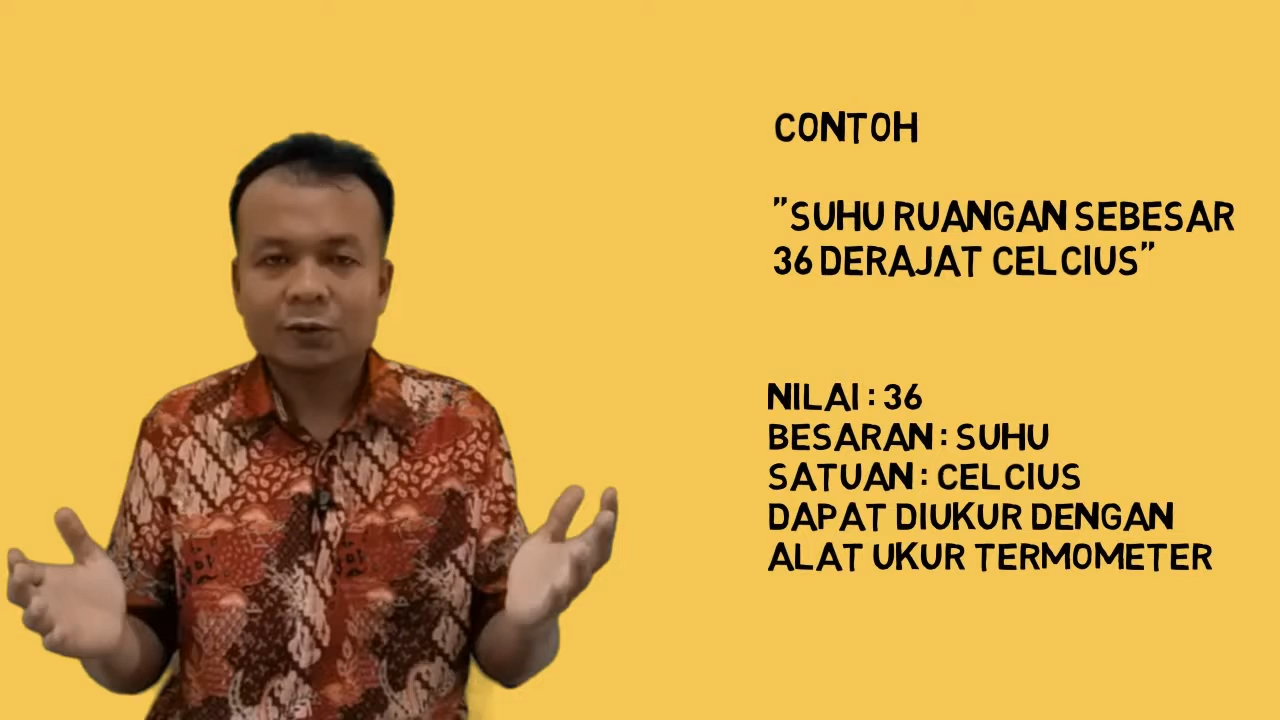 CONTOH
"SUHU RUANGAN SEBESAR
36 DERAJAT CELCIUS"
NILAI : 36
BESARAN : SUHU
SATUAN : CELCIUS
DAPAT DIUKUR DENGAN
ALAT UKUR TERMOMETER